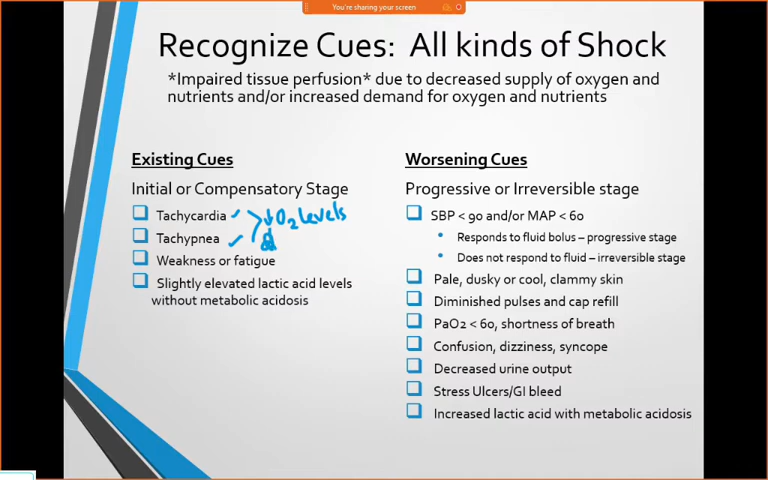 You're sharing your screen
Recognize Cues: All kinds of Shock
*Impaired tissue perfusion* due to decreased supply of oxygen and
nutrients and/or increased demand for oxygen and nutrients
Existing Cues
Initial or Compensatory Stage
Tachycardia
↓O2 levels
Tachypnea
Weakness or fatigue
Slightly elevated lactic acid levels
without metabolic acidosis
Worsening Cues
Progressive or Irreversible stage
SBP < 90 and/or MAP < 60
Responds to fluid bolus – progressive stage
Does not respond to fluid – irreversible stage
Pale, dusky or cool, clammy skin
Diminished pulses and cap refill
PaO2 < 60, shortness of breath
Confusion, dizziness, syncope
Decreased urine output
Stress Ulcers/GI bleed
Increased lactic acid with metabolic acidosis